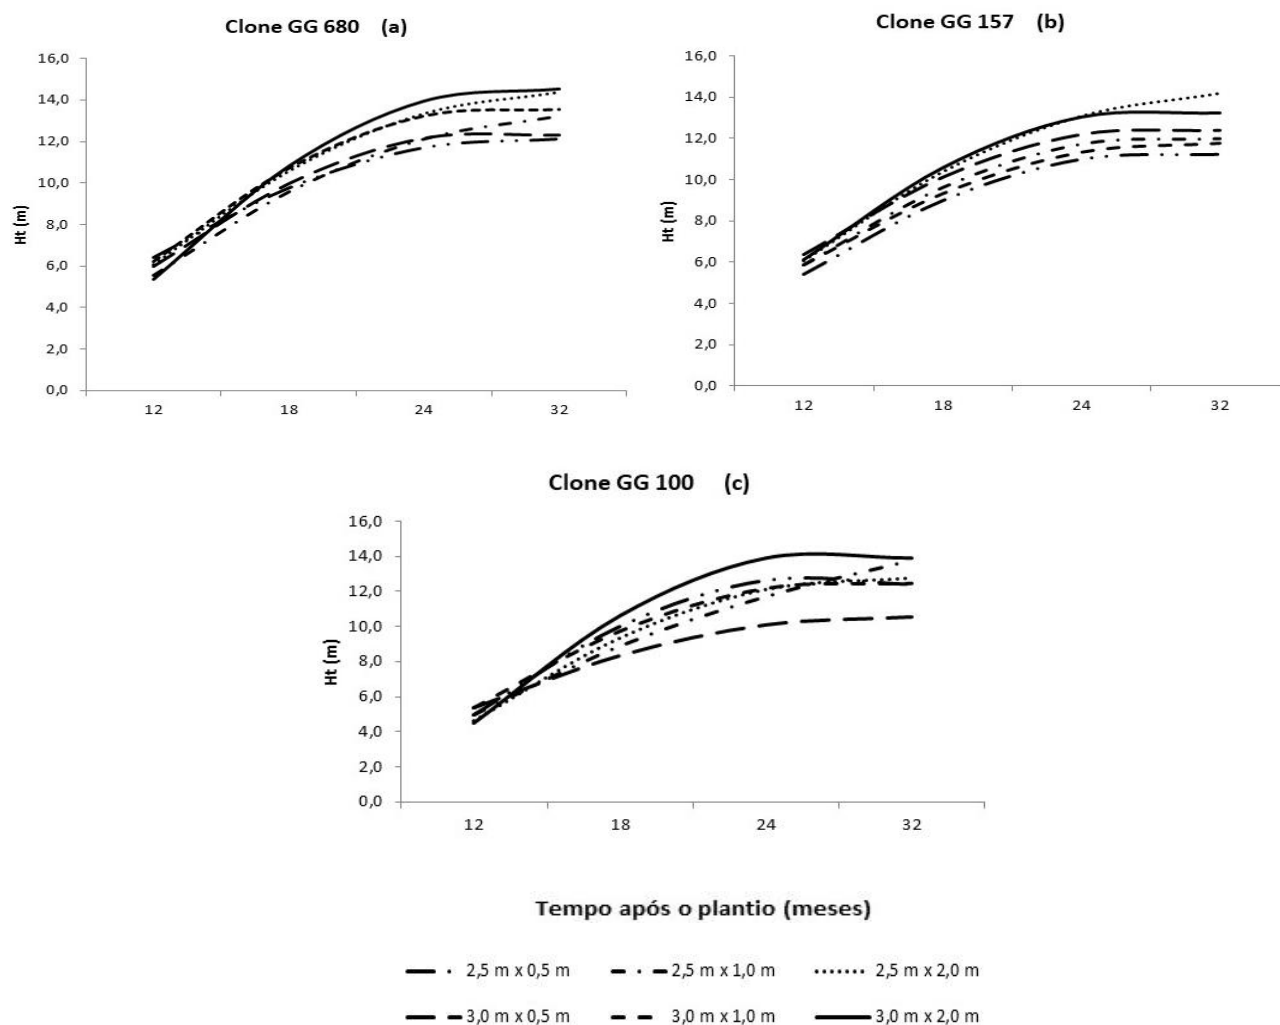 Clone GG 680 (a)
16,0
14,0
12,0
10,0
8,0
6,0
4,0
2,0
0,0
Ht (m)
12 18 24 32
Clone GG 157 (b)
16,0
14,0
12,0
10,0
8,0
6,0
4,0
2,0
0,0
Ht (m)
12 18 24 32
Clone GG 100 (c)
16,0
14,0
12,0
10,0
8,0
6,0
4,0
2,0
0,0
Ht (m)
12 18 24 32
Tempo após o plantio (meses)
2,5 m x 0,5 m 2,5 m x 1,0 m 2,5 m x 2,0 m
3,0 m x 0,5 m 3,0 m x 1,0 m 3,0 m x 2,0 m